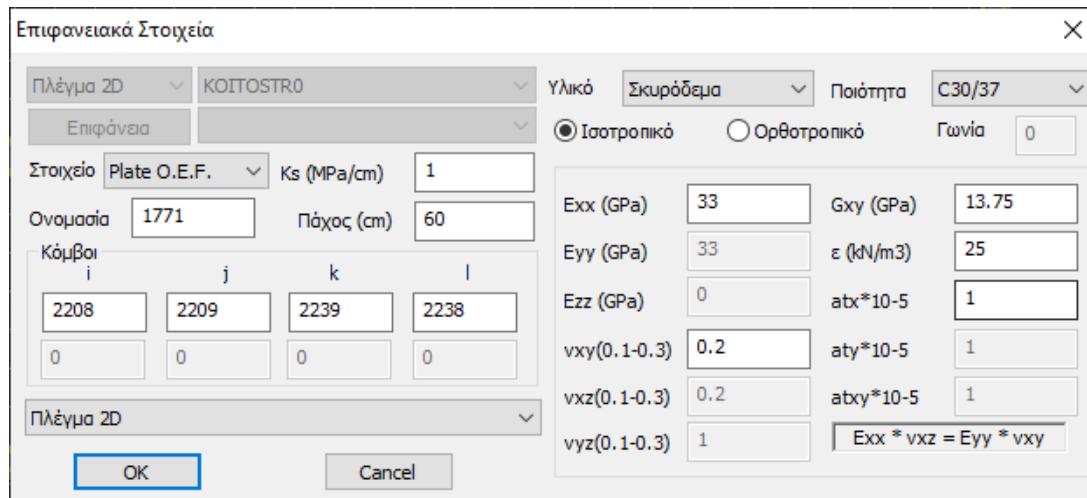 Επιφανειακά Στοιχεία
Πλέγμα 2D KOITOSTR0 Υλικό Σκυρόδεμα Ποιότητα C30/37
Επιφάνεια Ισοτροπικό Ορθοτροπικό Γωνία 0
Στοιχείο Plate O.E.F. Ks (MPa/cm) 1
Ονομασία 1771 Πάχος (cm) 60
Κόμβοι
i j k l
2208 2209 2239 2238
0 0 0 0
Πλέγμα 2D
OK Cancel
Exx (GPa) 33 Gxy (GPa) 13.75
Eyy (GPa) 33 ε (kN/m3) 25
Ezz (GPa) 0 atx*10-5 1
vxy(0.1-0.3) 0.2 aty*10-5 1
vxz(0.1-0.3) 0.2 atxy*10-5 1
vyz(0.1-0.3) 1 Exx * vxz = Eyy * vxy